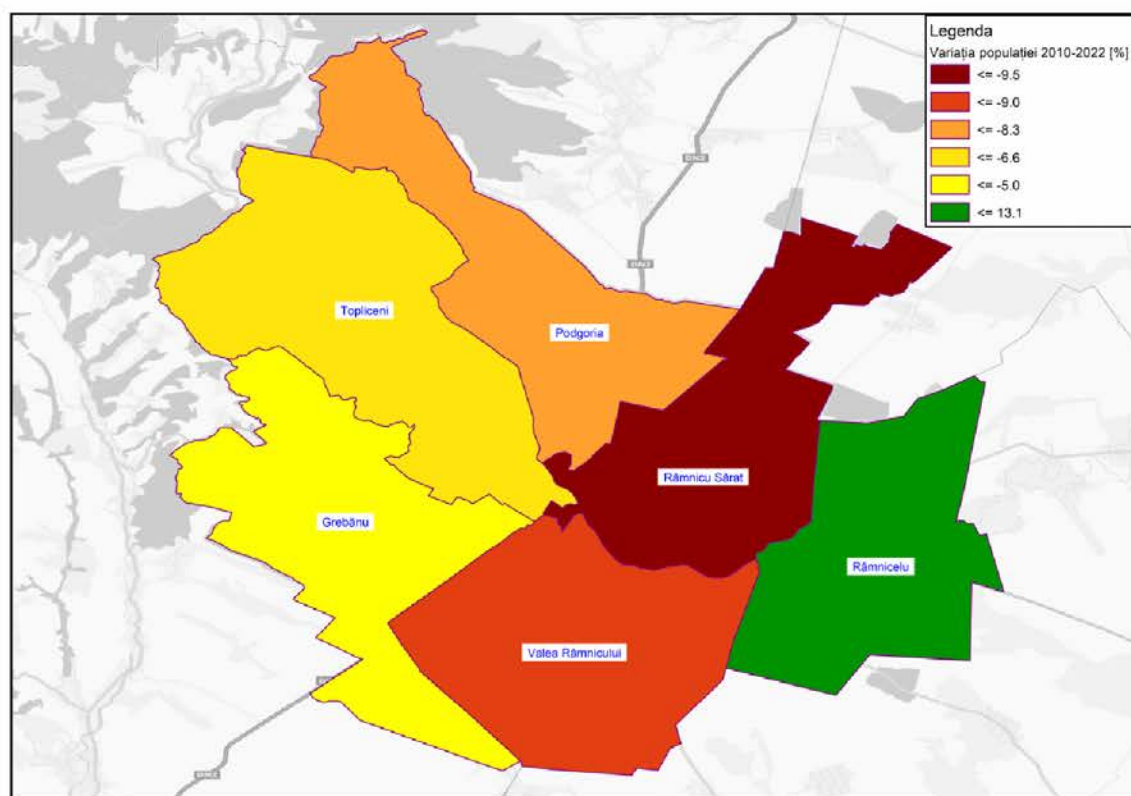 Legenda
Variația populației 2010-2022 [%]
<= -9.5
<= -9.0
<= -8.3
<= -6.6
<= -5.0
<= 13.1
Topliceni
Podgoria
Râmnicu Sărat
Grebănu
Râmnicelu
Valea Râmnicului